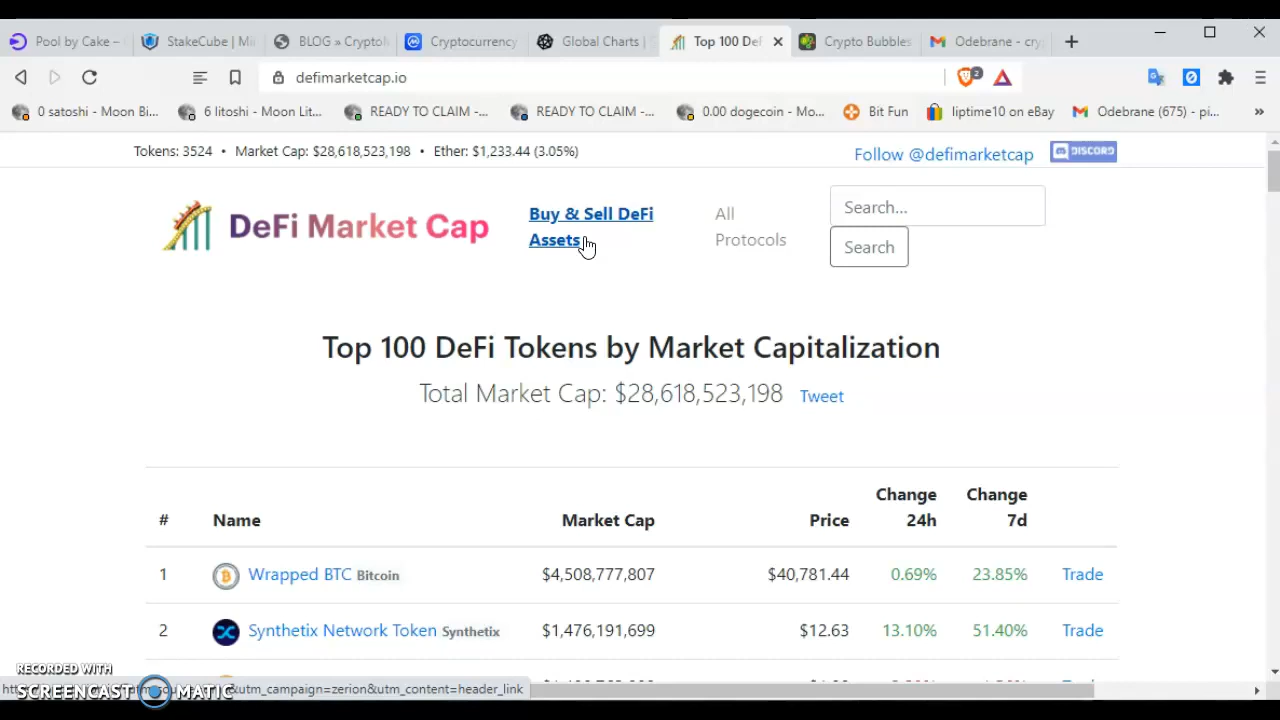 Pool by Cake –
StakeCube | Mi
BLOG » Cryptol
Cryptocurrency
Global Charts |
Top 100 DeF
Crypto Bubbles
Odebrane - cry
defimarketcap.io
2
0 satoshi - Moon Bi...
6 litoshi - Moon Lit...
READY TO CLAIM -...
READY TO CLAIM -...
0.00 dogecoin - Mo...
Bit Fun
liptime10 on eBay
Odebrane (675) - pi...
Tokens: 3524 • Market Cap: $28,618,523,198 • Ether: $1,233.44 (3.05%)
Follow @defimarketcap
DISCORD
DeFi Market Cap
Buy & Sell DeFi
Assets
All
Protocols
Search...
Search
Top 100 DeFi Tokens by Market Capitalization
Total Market Cap: $28,618,523,198 Tweet
# Name Market Cap Price Change 24h Change 7d
1 Wrapped BTC Bitcoin $4,508,777,807 $40,781.44 0.69% 23.85% Trade
2 Synthetix Network Token Synthetix $1,476,191,699 $12.63 13.10% 51.40% Trade
RECORDED WITH
SCREENCAST MATIC
&utm_campaign=zerion&utm_content=header_link